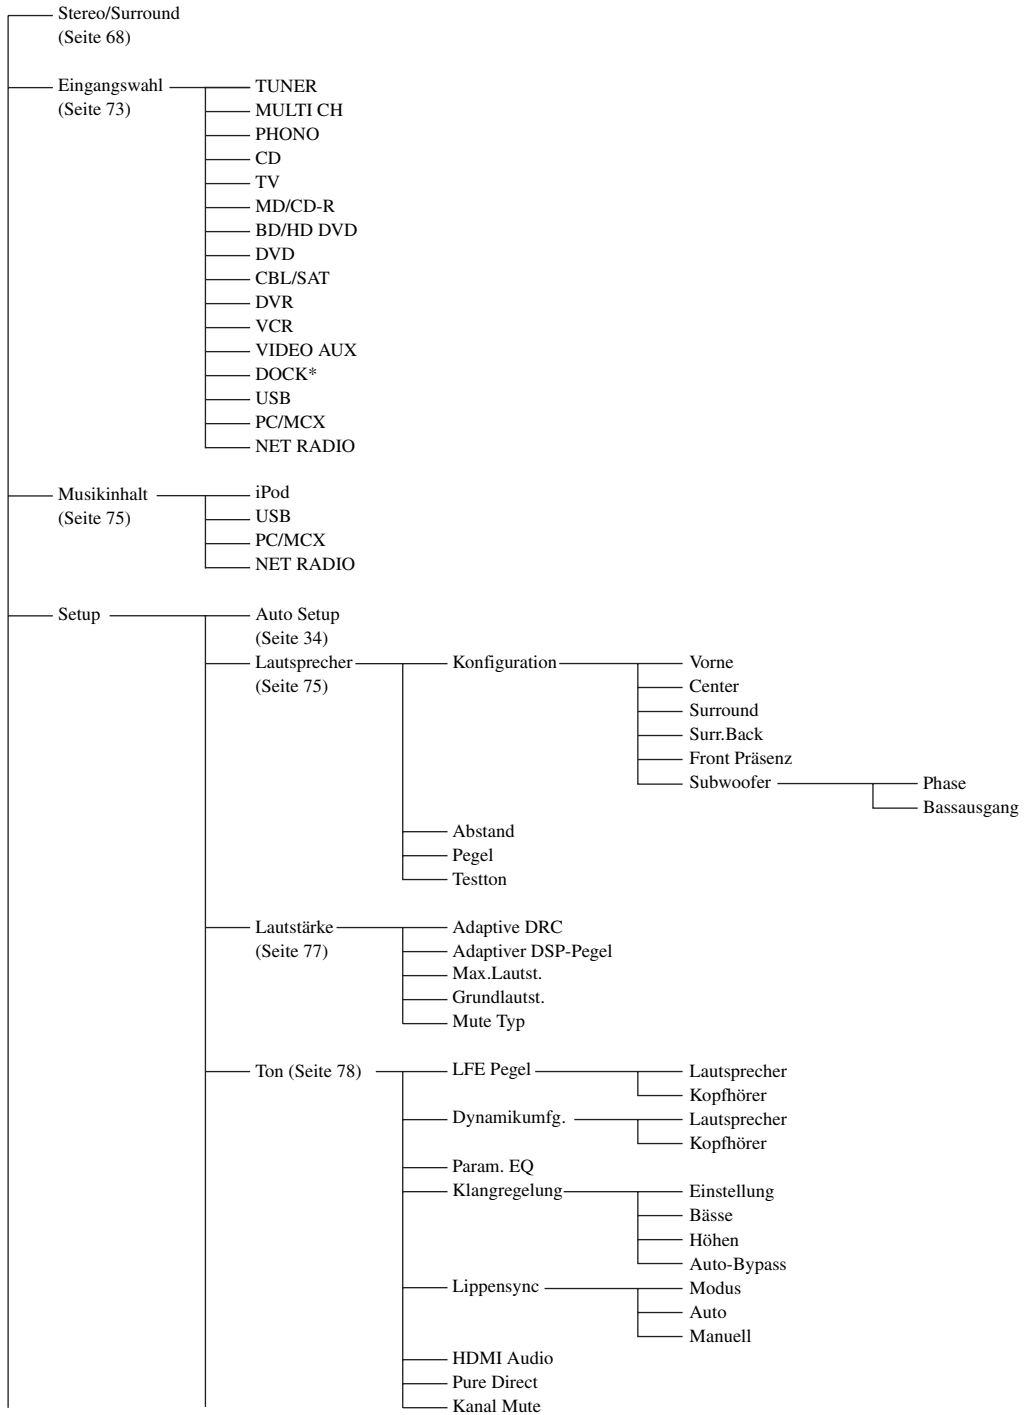 Stereo/Surround
(Seite 68)
Eingangswahl
(Seite 73)
TUNER
MULTI CH
PHONO
CD
TV
MD/CD-R
BD/HD DVD
DVD
CBL/SAT
DVR
VCR
VIDEO AUX
DOCK*
USB
PC/MCX
NET RADIO
Musikinhalt
(Seite 75)
iPod
USB
PC/MCX
NET RADIO
Setup
Auto Setup
(Seite 34)
Lautsprecher
(Seite 75)
Konfiguration
Vorne
Center
Surround
Surr.Back
Front Präsenz
Subwoofer
Phase
Bassausgang
Abstand
Pegel
Testton
Lautstärke
(Seite 77)
Adaptive DRC
Adaptiver DSP-Pegel
Max.Lautst.
Grundlautst.
Mute Typ
Ton (Seite 78)
LFE Pegel
Lautsprecher
Kopfhörer
Dynamikumfg.
Lautsprecher
Kopfhörer
Param. EQ
Klangregelung
Einstellung
Bässe
Höhen
Auto-Bypass
Lippensync
Modus
Auto
Manuell
HDMI Audio
Pure Direct
Kanal Mute